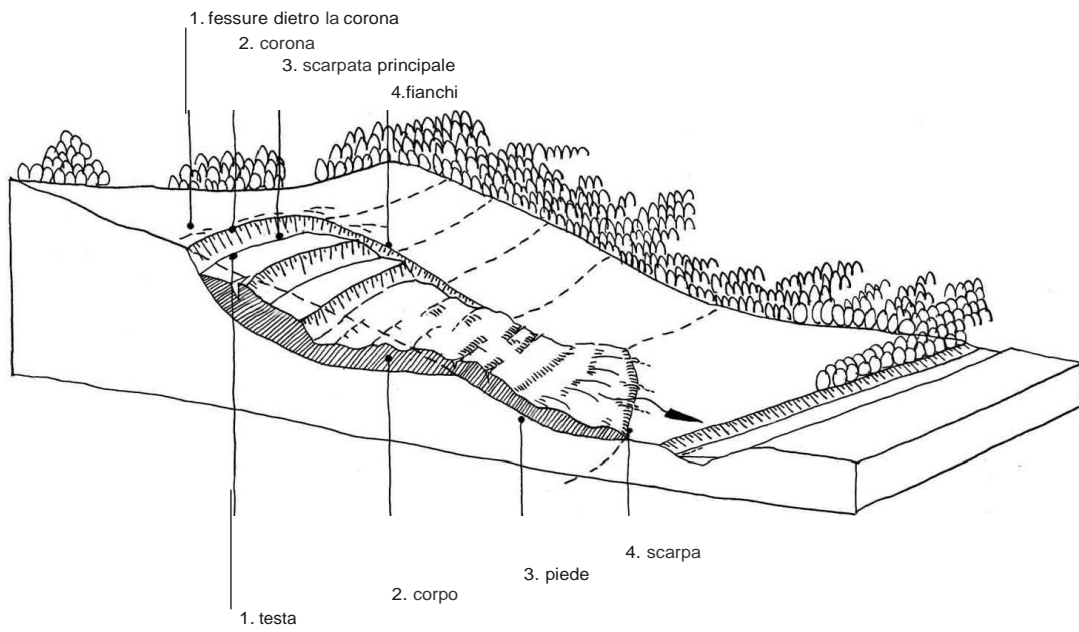 1. fessure dietro la corona
2. corona
3. scarpata principale
4.fianchi
4. scarpa
3. piede
2. corpo
1. testa